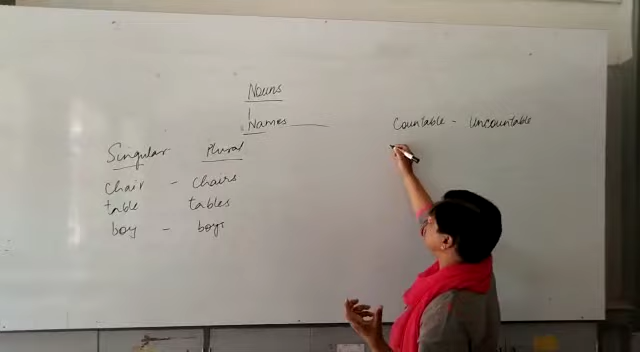 Nouns
Names
Countable - Uncountable
Singular Plural
Chair - Chairs
table tables
boy - boys